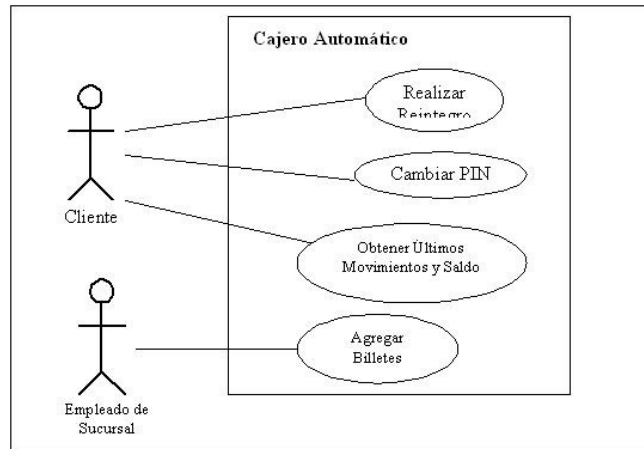 Cajero Automático
Realizar
Reintegro
Cambiar PIN
Cliente
Obtener Últimos
Movimientos y Saldo
Agregar
Billetes
Empleado de
Sucursal